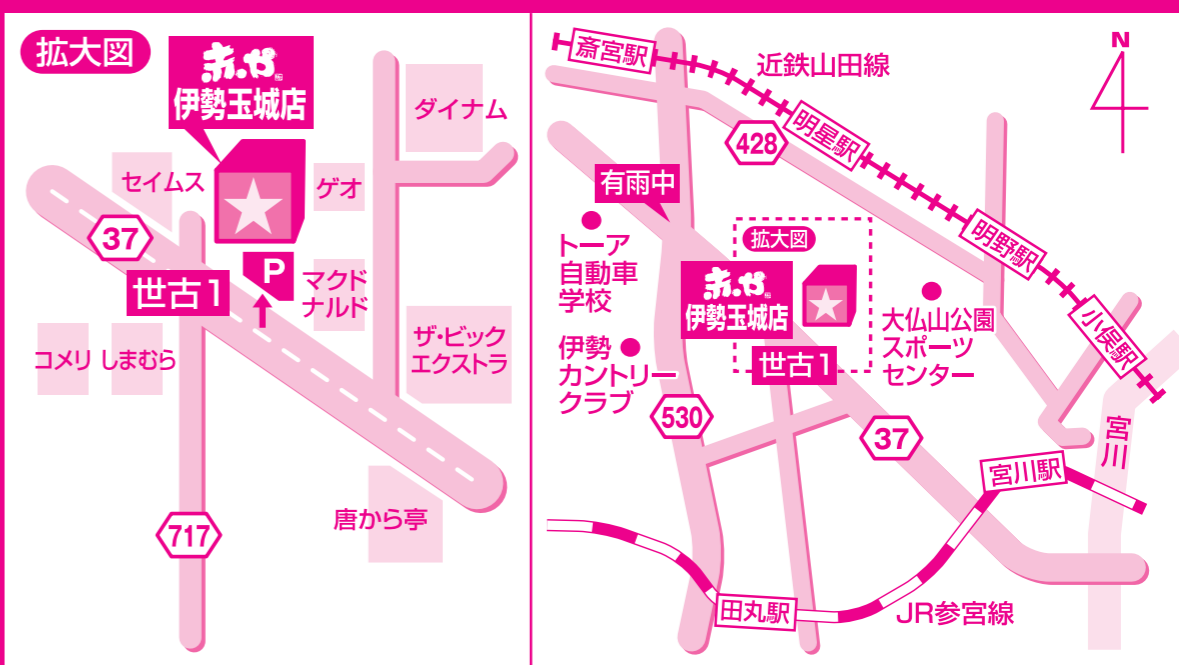 拡大図
赤.や
伊勢玉城店
ダイナム
セイムス
ゲオ
37
P
マクド
ナルド
世古1
コメリ
しまむら
ザ・ビック
エクストラ
唐から亭
717
斎宮駅
近鉄山田線
N
428
明星駅
有雨中
トーア
自動車
学校
拡大図
明野駅
赤.や
伊勢玉城店
大仏山公園
スポーツ
センター
小俣駅
伊勢
カントリー
クラブ
世古1
530
37
宮川
宮川駅
田丸駅
JR参宮線